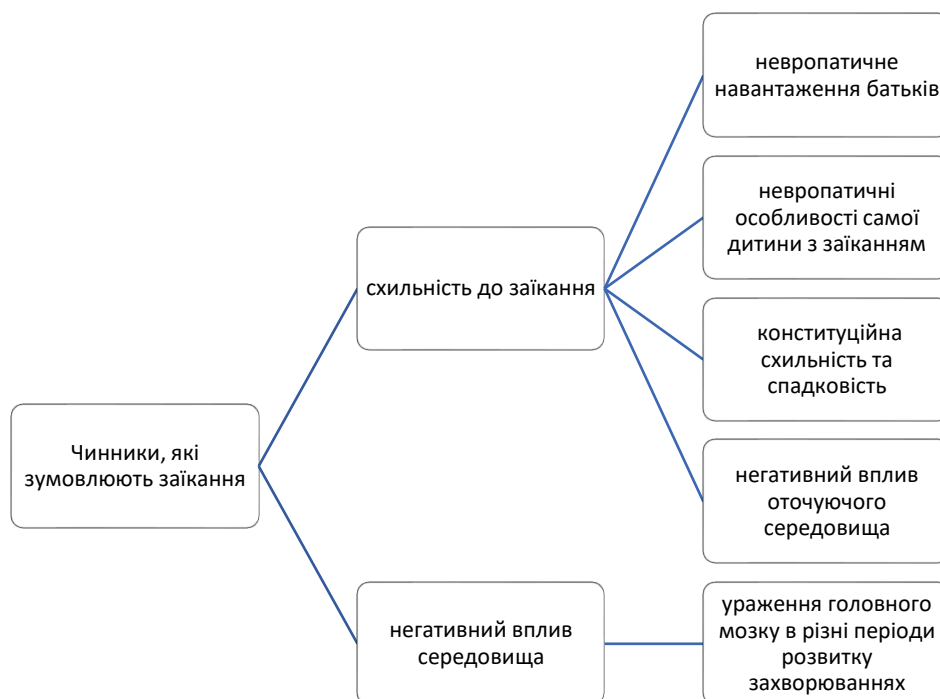 невропатичне
навантаження батьків
невропатичні
особливості самої
дитини з заїканням
схильність до заїкання
конституційна
схильність та
спадковість
Чинники, які
зумовлюють заїкання
негативний вплив
оточуючого
середовища
негативний вплив
середовища
ураження головного
мозку в різні періоди
розвитку
захворюваннях